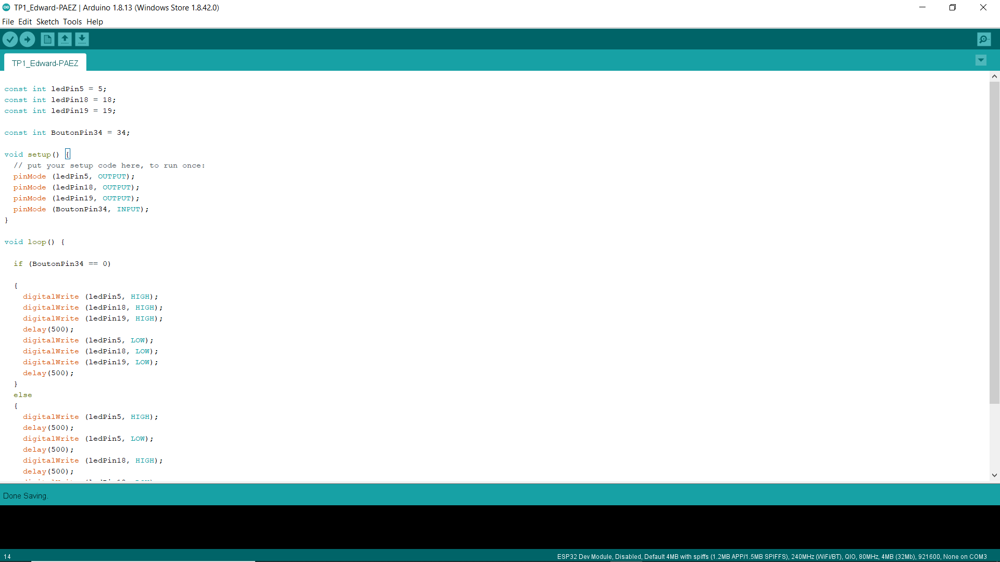 TP1_Edward-PAEZ | Arduino 1.8.13 (Windows Store 1.8.42.0)
File Edit Sketch Tools Help
TP1_Edward-PAEZ
const int ledPin5 = 5;
const int ledPin18 = 18;
const int ledPin19 = 19;
const int BoutonPin34 = 34;
void setup() {
// put your setup code here, to run once:
pinMode (ledPin5, OUTPUT);
pinMode (ledPin18, OUTPUT);
pinMode (ledPin19, OUTPUT);
pinMode (BoutonPin34, INPUT);
}
void loop() {
if (BoutonPin34 == 0)
{
digitalWrite (ledPin5, HIGH);
digitalWrite (ledPin18, HIGH);
digitalWrite (ledPin19, HIGH);
delay(500);
digitalWrite (ledPin5, LOW);
digitalWrite (ledPin18, LOW);
digitalWrite (ledPin19, LOW);
delay(500);
}
else
{
digitalWrite (ledPin5, HIGH);
delay(500);
digitalWrite (ledPin5, LOW);
delay(500);
digitalWrite (ledPin18, HIGH);
delay(500);
Done Saving.
14
ESP32 Dev Module, Disabled, Default 4MB with spiffs (1.2MB APP/1.5MB SPIFFS), 240MHz (WiFi/BT), QIO, 80MHz, 4MB (32Mb), 921600, None on COM3